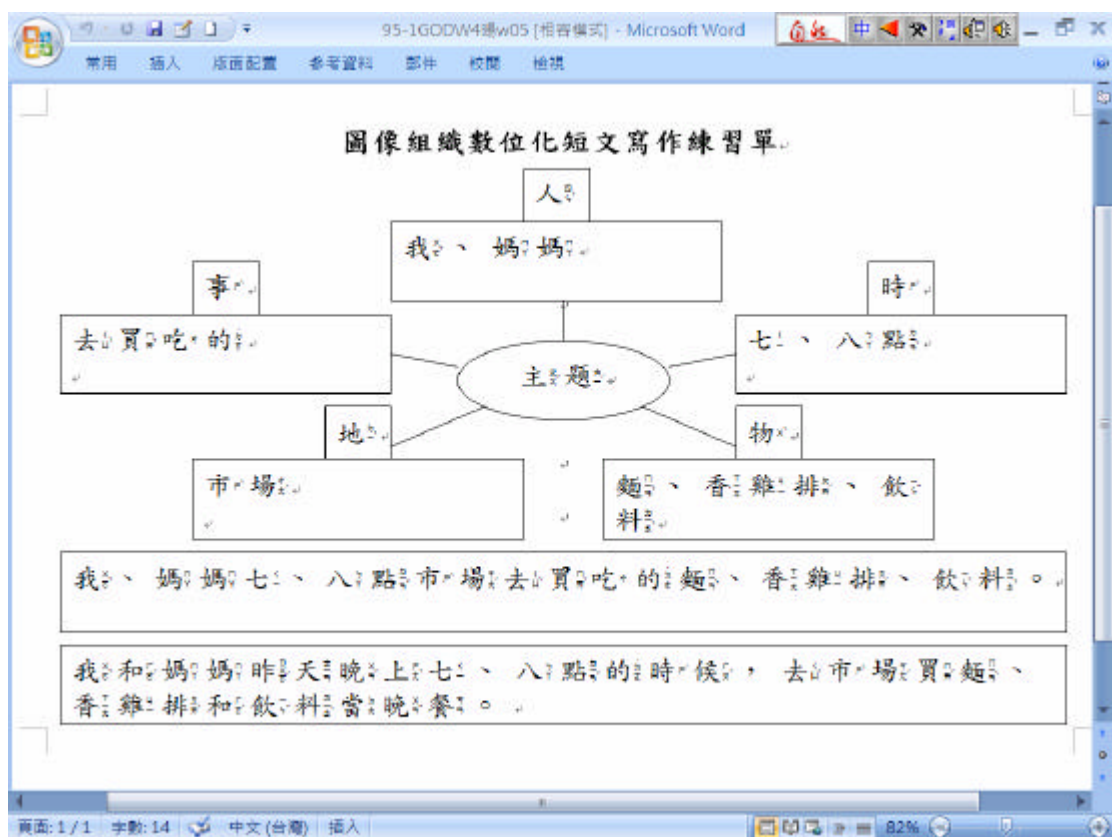 95-1GODW4楊w05 [相容模式] - Microsoft Word
自然
中
常用 插入 版面配置 參考資料 郵件 校閱 檢視
圖像組織數位化短文寫作練習單
人
我、 媽媽
事
時
去買吃的
七、 八點
主題
地
物
市場
麵、 香雞排、 飲
料
我、 媽媽七、 八點市場去買吃的麵、 香雞排、 飲料。
我和媽媽昨天晚上七、 八點的時候, 去市場買麵、
香雞排和飲料當晚餐。
頁面: 1 / 1 字數: 14 中文 (台灣) 插入 82%